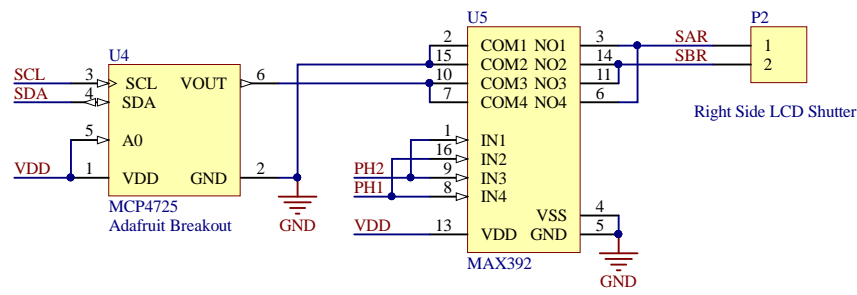 U4
SCL 3 SCL VOUT 6
SDA 4 SDA
5 A0
VDD 1 VDD GND 2
MCP4725
Adafruit Breakout
GND
U5
2 COM1 NO1 3
15 COM2 NO2 14
10 COM3 NO3 11
7 COM4 NO4 6
1 IN1
16 IN2
PH2 9 IN3
PH1 8 IN4
VSS 4
VDD 13 VDD GND 5
MAX392
GND
P2
SAR 1
SBR 2
Right Side LCD Shutter